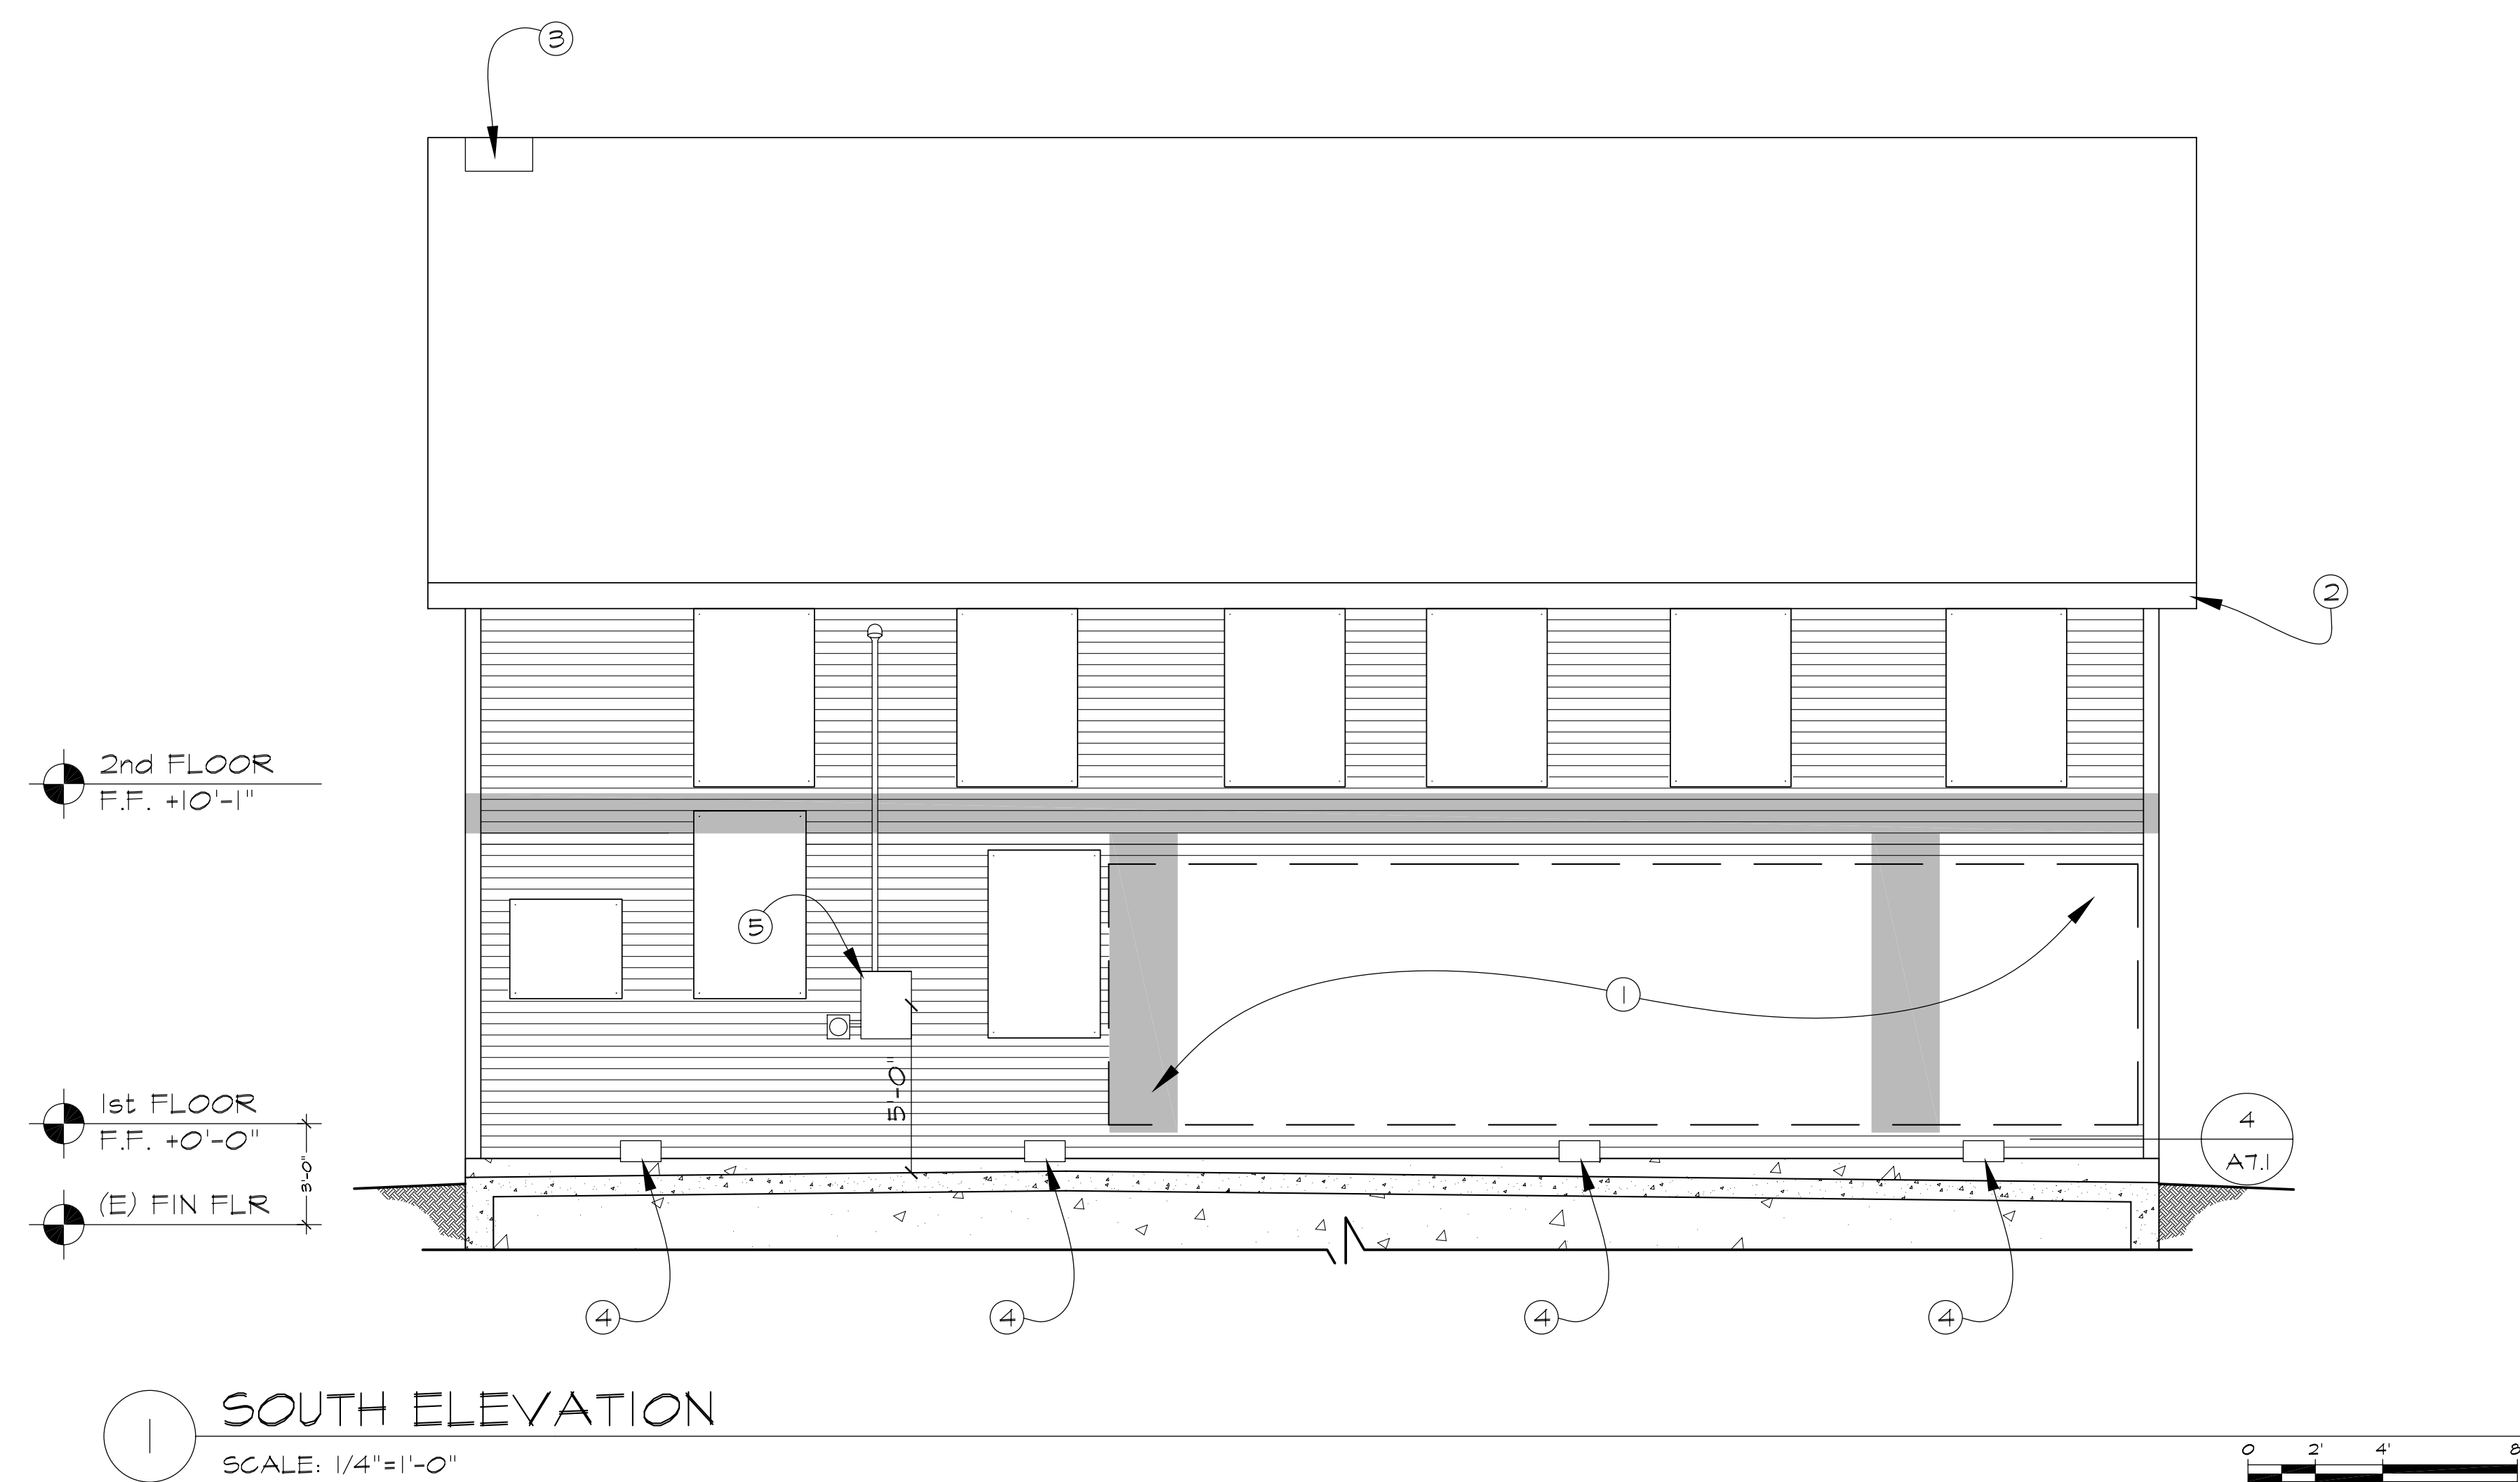 3
2
2nd FLOOR
F.F. +10'-1"
5
1
5'-0"
1st FLOOR
F.F. +0'-0"
3'-0"
(E) FIN FLR
4
A7.1
4
4
4
4
1
SOUTH ELEVATION
SCALE: 1/4"=1'-0"
0 2' 4' 8